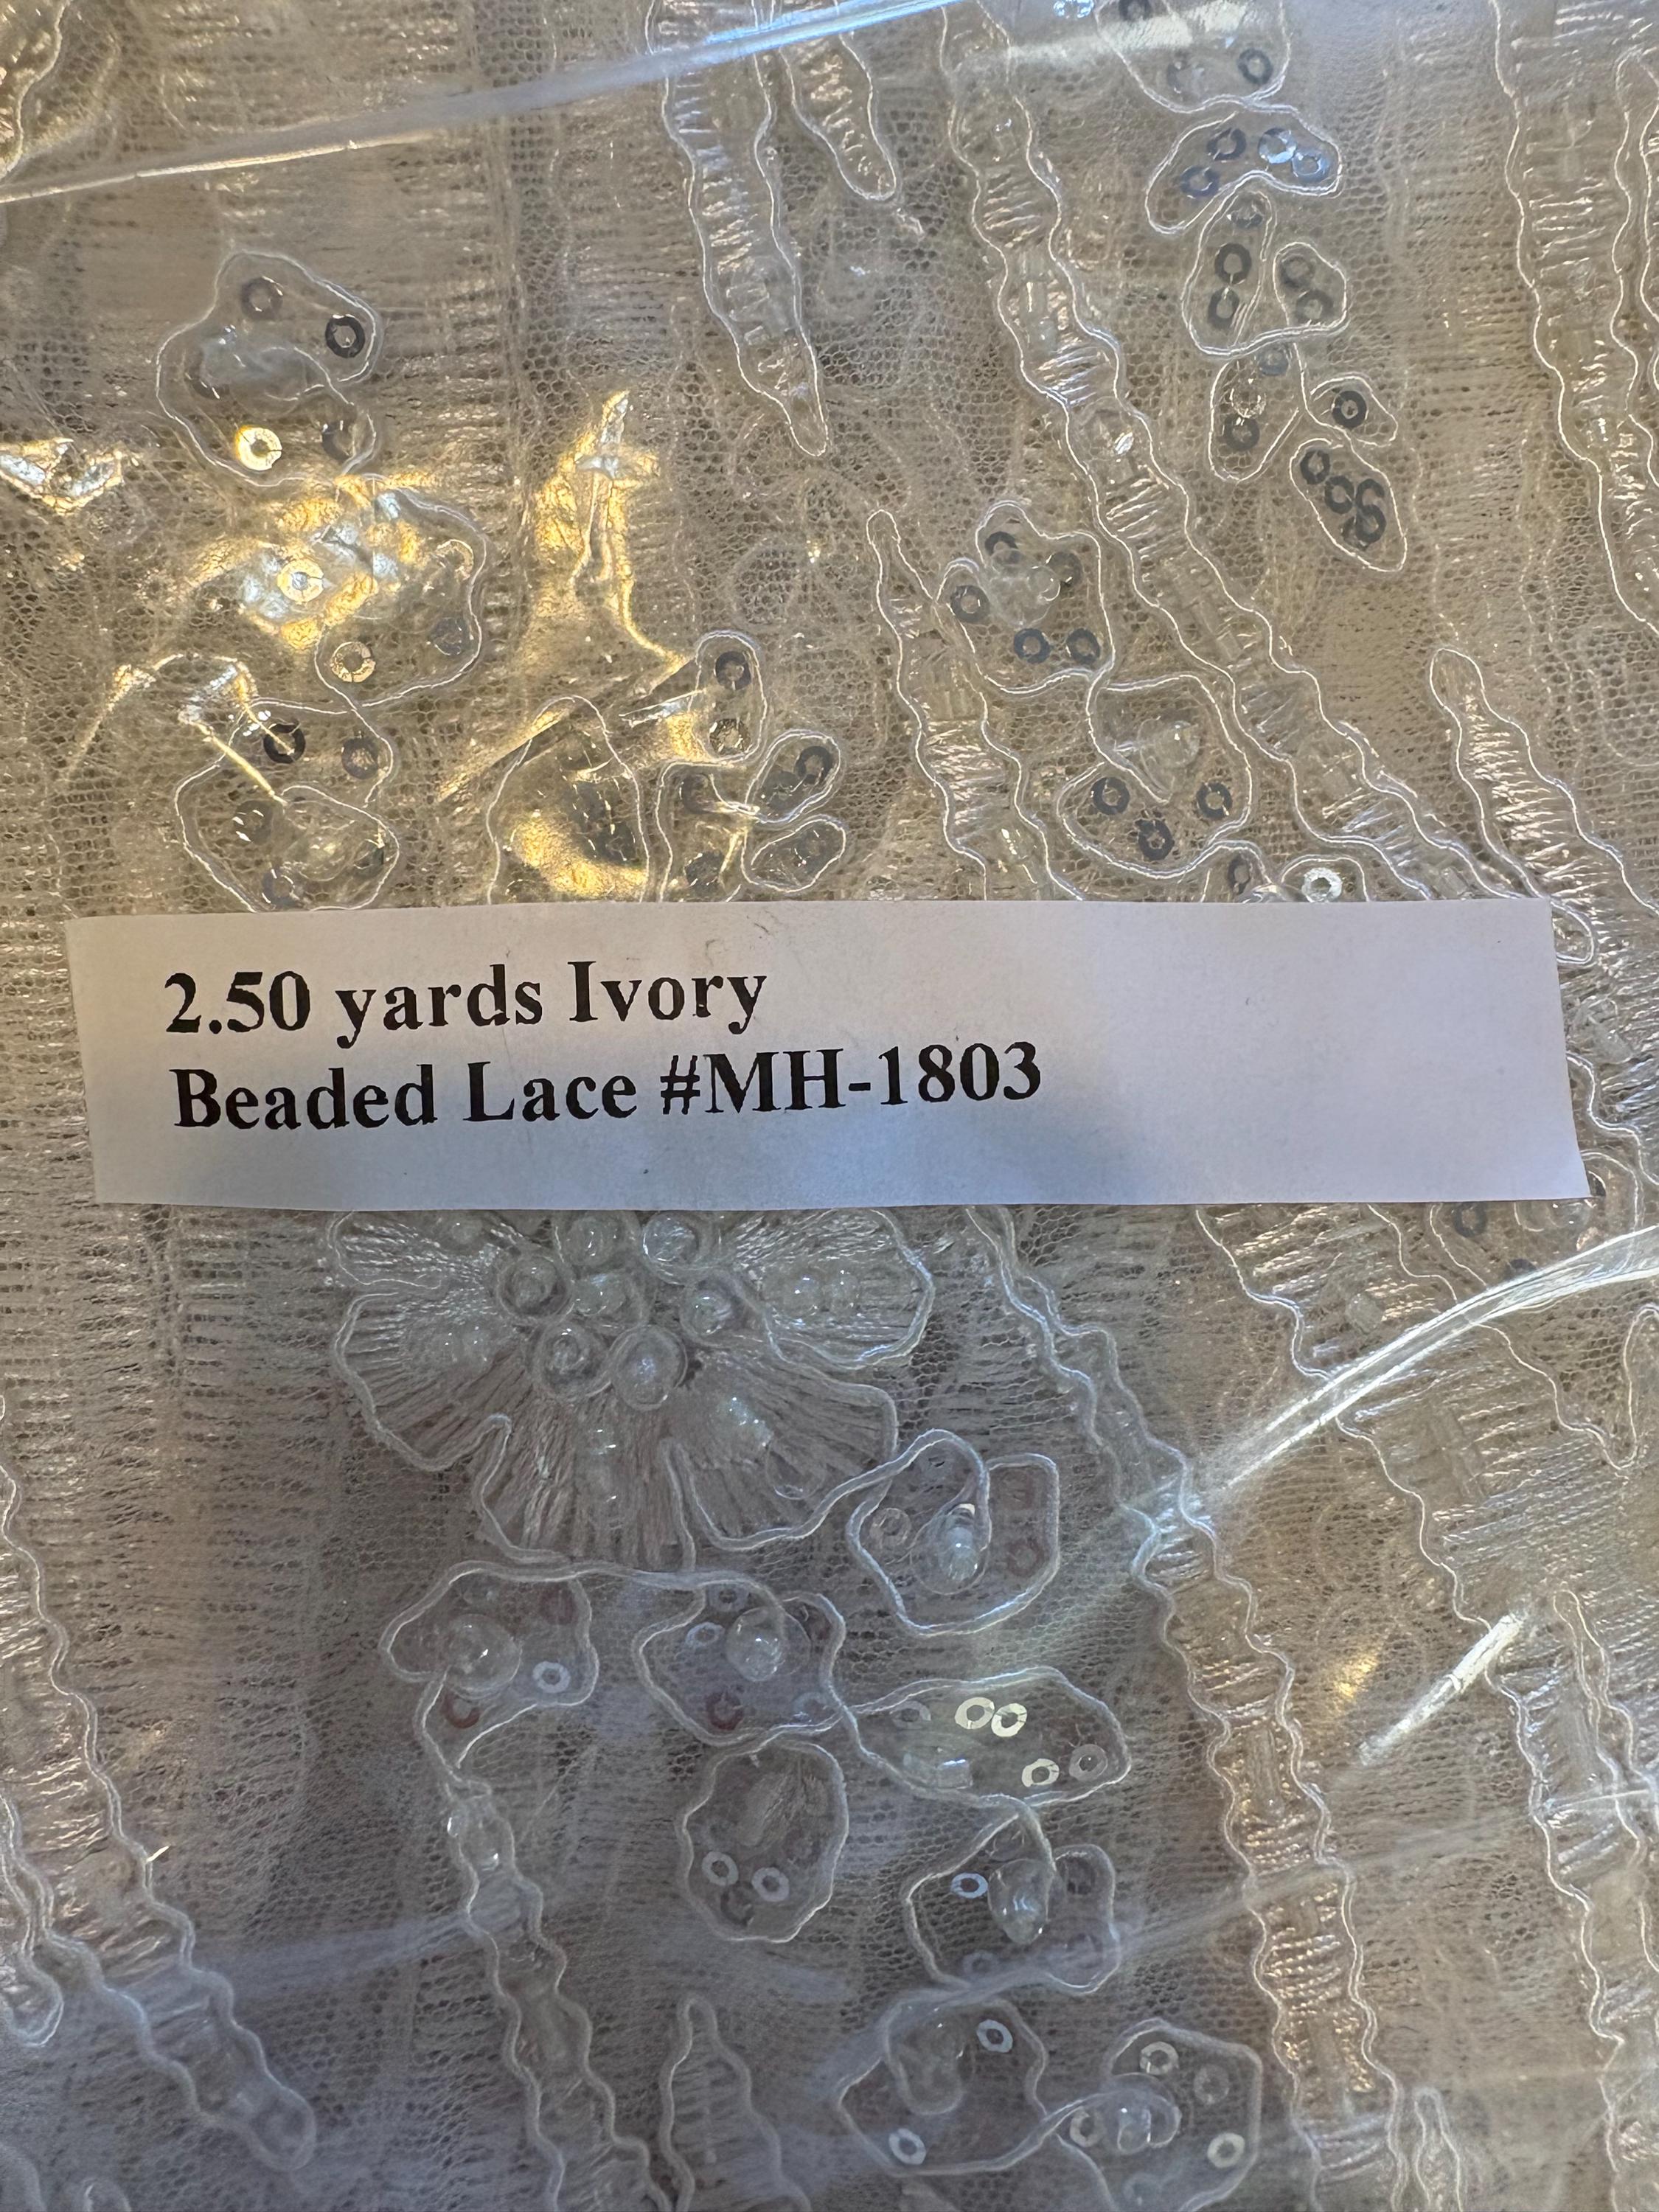 2.50 yards Ivory
Beaded Lace #MH-1803